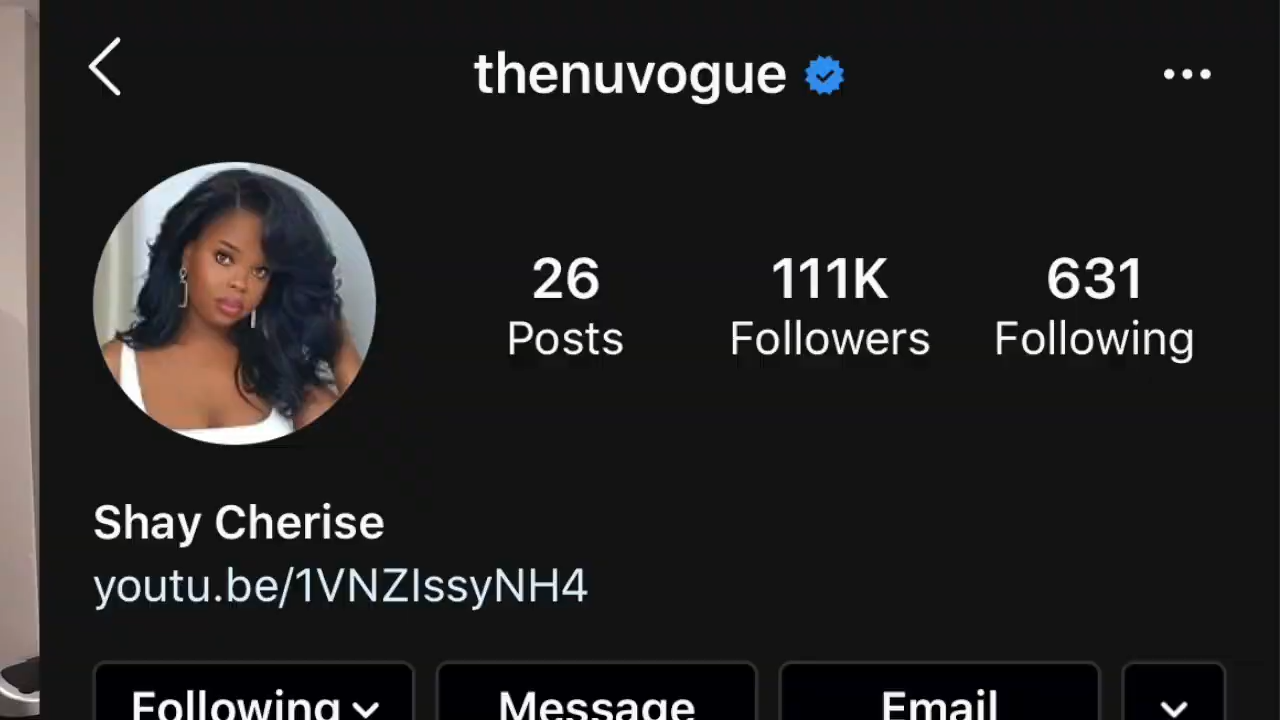 thenuvogue
26 111K 631
Posts Followers Following
Shay Cherise
youtu.be/1VNZIssyNH4
Following Message Email